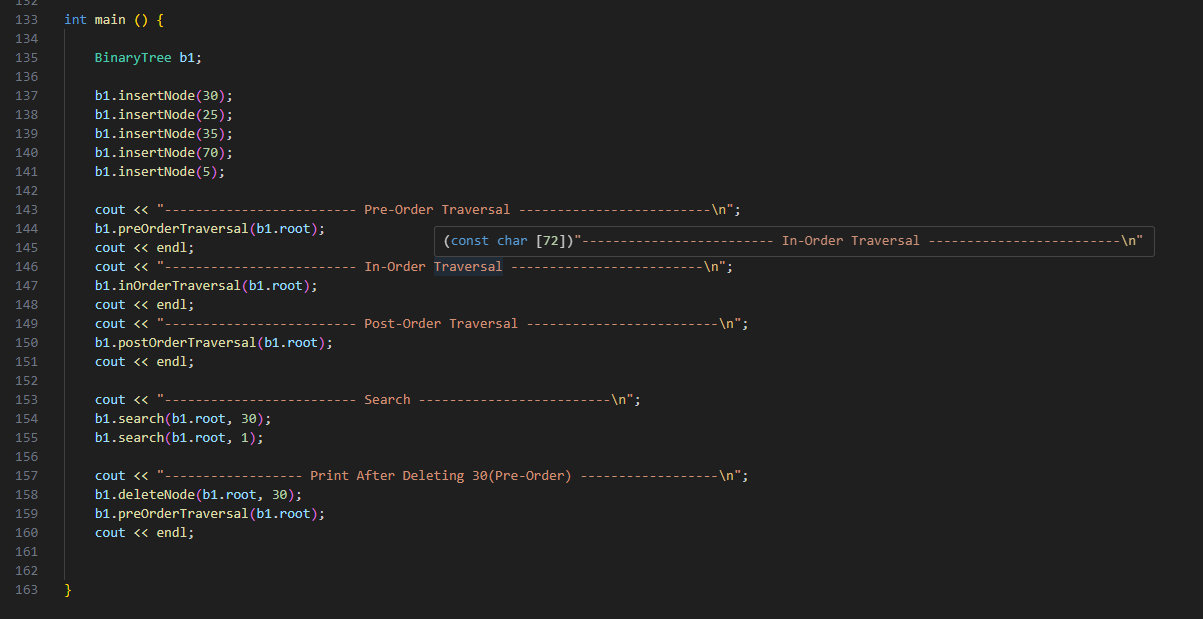 132
133 int main () {
134
135 BinaryTree b1;
136
137 b1.insertNode(30);
138 b1.insertNode(25);
139 b1.insertNode(35);
140 b1.insertNode(70);
141 b1.insertNode(5);
142
143 cout << "------------------------- Pre-Order Traversal -------------------------\n";
144 b1.preOrderTraversal(b1.root);
(const char [72])"------------------------- In-Order Traversal -------------------------\n"
145 cout << endl;
146 cout << "------------------------- In-Order Traversal -------------------------\n";
147 b1.inOrderTraversal(b1.root);
148 cout << endl;
149 cout << "------------------------- Post-Order Traversal -------------------------\n";
150 b1.postOrderTraversal(b1.root);
151 cout << endl;
152
153 cout << "------------------------- Search -------------------------\n";
154 b1.search(b1.root, 30);
155 b1.search(b1.root, 1);
156
157 cout << "------------------ Print After Deleting 30(Pre-Order) ------------------\n";
158 b1.deleteNode(b1.root, 30);
159 b1.preOrderTraversal(b1.root);
160 cout << endl;
161
162
163 }